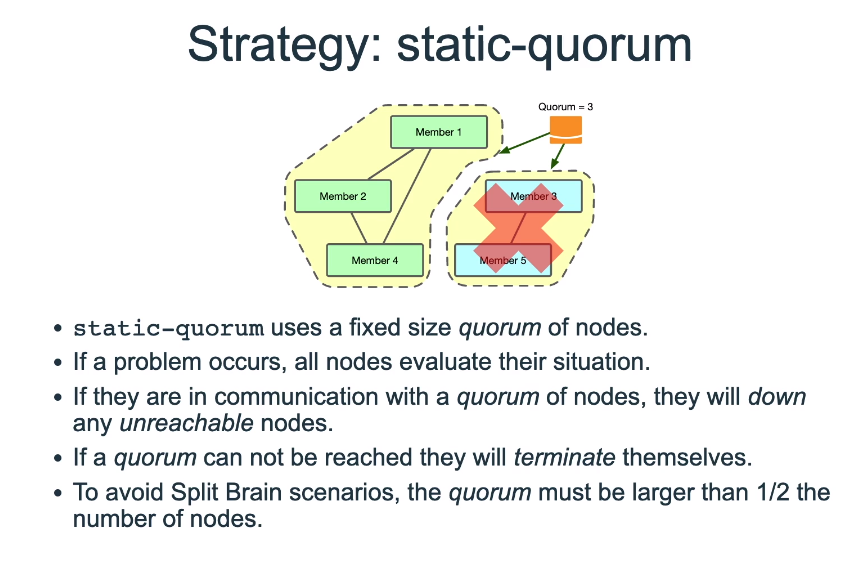 Strategy: static-quorum
Quorum = 3
Member 1
Member 2
Member 3
Member 4
Member 5
• static-quorum uses a fixed size quorum of nodes.
• If a problem occurs, all nodes evaluate their situation.
• If they are in communication with a quorum of nodes, they will down
any unreachable nodes.
• If a quorum can not be reached they will terminate themselves.
• To avoid Split Brain scenarios, the quorum must be larger than 1/2 the
number of nodes.